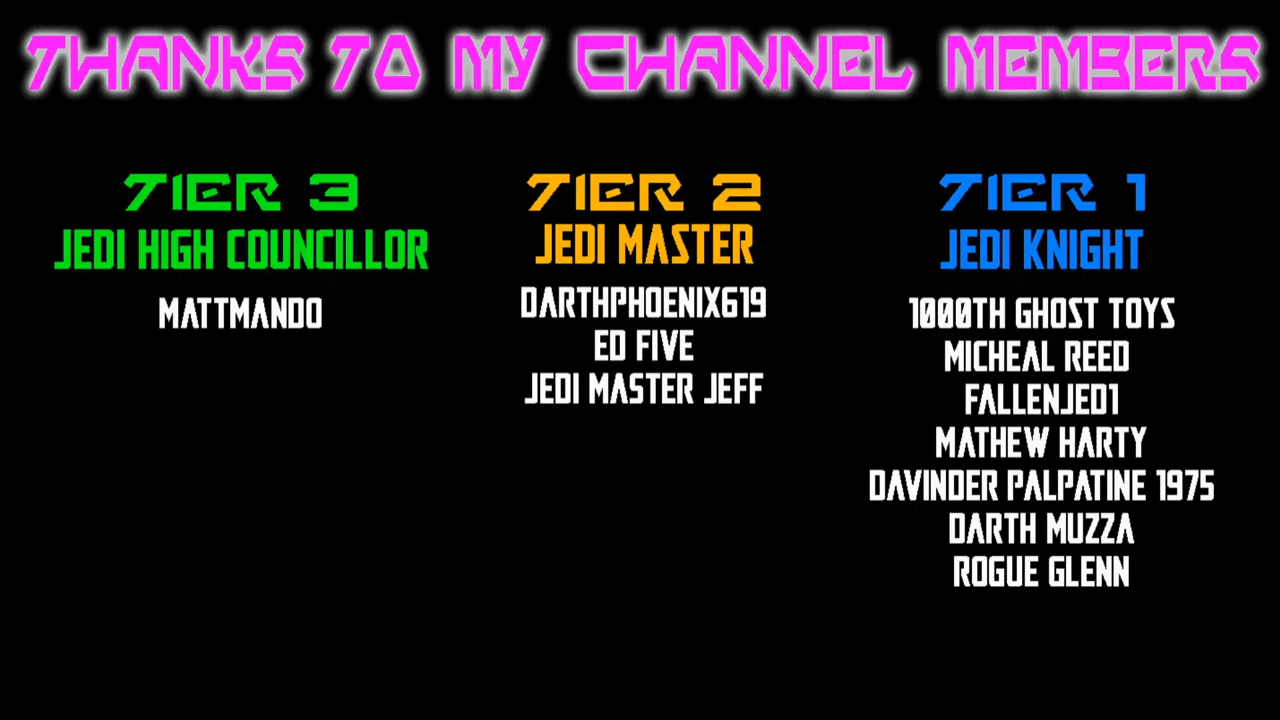 THANKS TO MY CHANNEL MEMBERS
TIER 3
JEDI HIGH COUNCILLOR
MATTMANDO
TIER 2
JEDI MASTER
DARTHPHOENIX619
ED FIVE
JEDI MASTER JEFF
TIER 1
JEDI KNIGHT
1000TH GHOST TOYS
MICHEAL REED
FALLENJED1
MATHEW HARTY
DAVINDER PALPATINE 1975
DARTH MUZZA
ROGUE GLENN